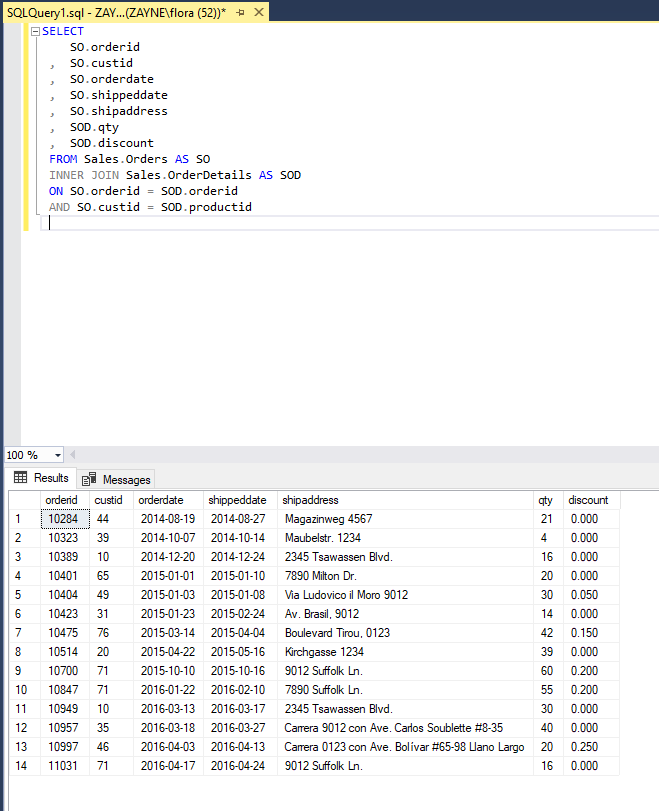 SQLQuery1.sql - ZAY...(ZAYNE\flora (52))*
SELECT
SO.orderid
, SO.custid
, SO.orderdate
, SO.shippeddate
, SO.shipaddress
, SOD.qty
, SOD.discount
FROM Sales.Orders AS SO
INNER JOIN Sales.OrderDetails AS SOD
ON SO.orderid = SOD.orderid
AND SO.custid = SOD.productid
100 %
Results Messages
orderid custid orderdate shippeddate shipaddress qty discount
1 10284 44 2014-08-19 2014-08-27 Magazinweg 4567 21 0.000
2 10323 39 2014-10-07 2014-10-14 Maubelstr. 1234 4 0.000
3 10389 10 2014-12-20 2014-12-24 2345 Tsawassen Blvd. 16 0.000
4 10401 65 2015-01-01 2015-01-10 7890 Milton Dr. 20 0.000
5 10404 49 2015-01-03 2015-01-08 Via Ludovico il Moro 9012 30 0.050
6 10423 31 2015-01-23 2015-02-24 Av. Brasil, 9012 14 0.000
7 10475 76 2015-03-14 2015-04-04 Boulevard Tirou, 0123 42 0.150
8 10514 20 2015-04-22 2015-05-16 Kirchgasse 1234 39 0.000
9 10700 71 2015-10-10 2015-10-16 9012 Suffolk Ln. 60 0.200
10 10847 71 2016-01-22 2016-02-10 7890 Suffolk Ln. 55 0.200
11 10949 10 2016-03-13 2016-03-17 2345 Tsawassen Blvd. 30 0.000
12 10957 35 2016-03-18 2016-03-27 Carrera 9012 con Ave. Carlos Soublette #8-35 40 0.000
13 10997 46 2016-04-03 2016-04-13 Carrera 0123 con Ave. Bolívar #65-98 Llano Largo 20 0.250
14 11031 71 2016-04-17 2016-04-24 9012 Suffolk Ln. 16 0.000